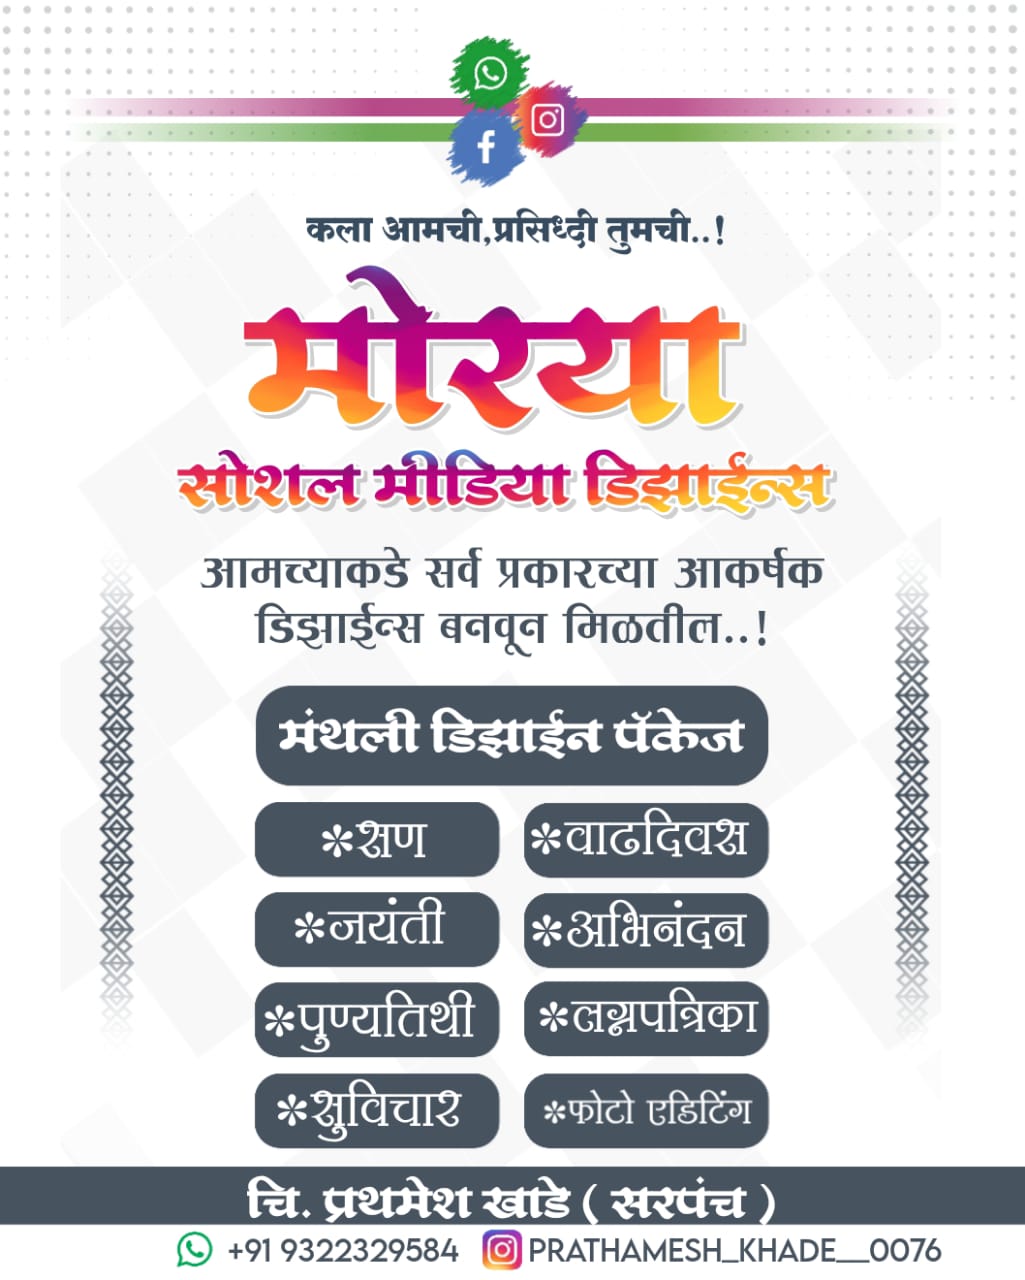 कला आमची,प्रसिध्दी तुमची..!
मोरया
सोशल मीडिया डिझाईन्स
आमच्याकडे सर्व प्रकारच्या आकर्षक
डिझाईन्स बनवून मिळतील..!
मंथली डिझाईन पॅकेज
*सण
*वाढदिवस
*जयंती
*अभिनंदन
*पुण्यतिथी
*लग्नपत्रिका
*सुविचार
*फोटो एडिटिंग
चि. प्रथमेश खाडे ( सरपंच )
+91 9322329584 PRATHAMESH_KHADE__0076